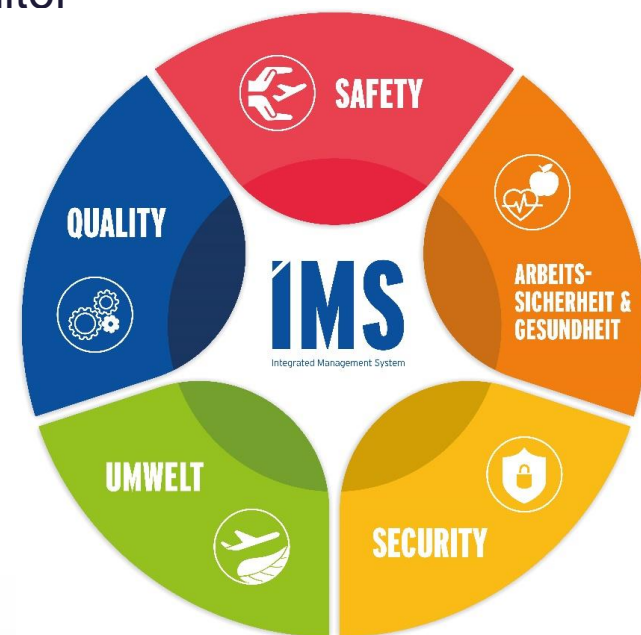 SAFETY
QUALITY
ARBEITS-
SICHERHEIT &
GESUNDHEIT
IMS
Integrated Management System
UMWELT
SECURITY